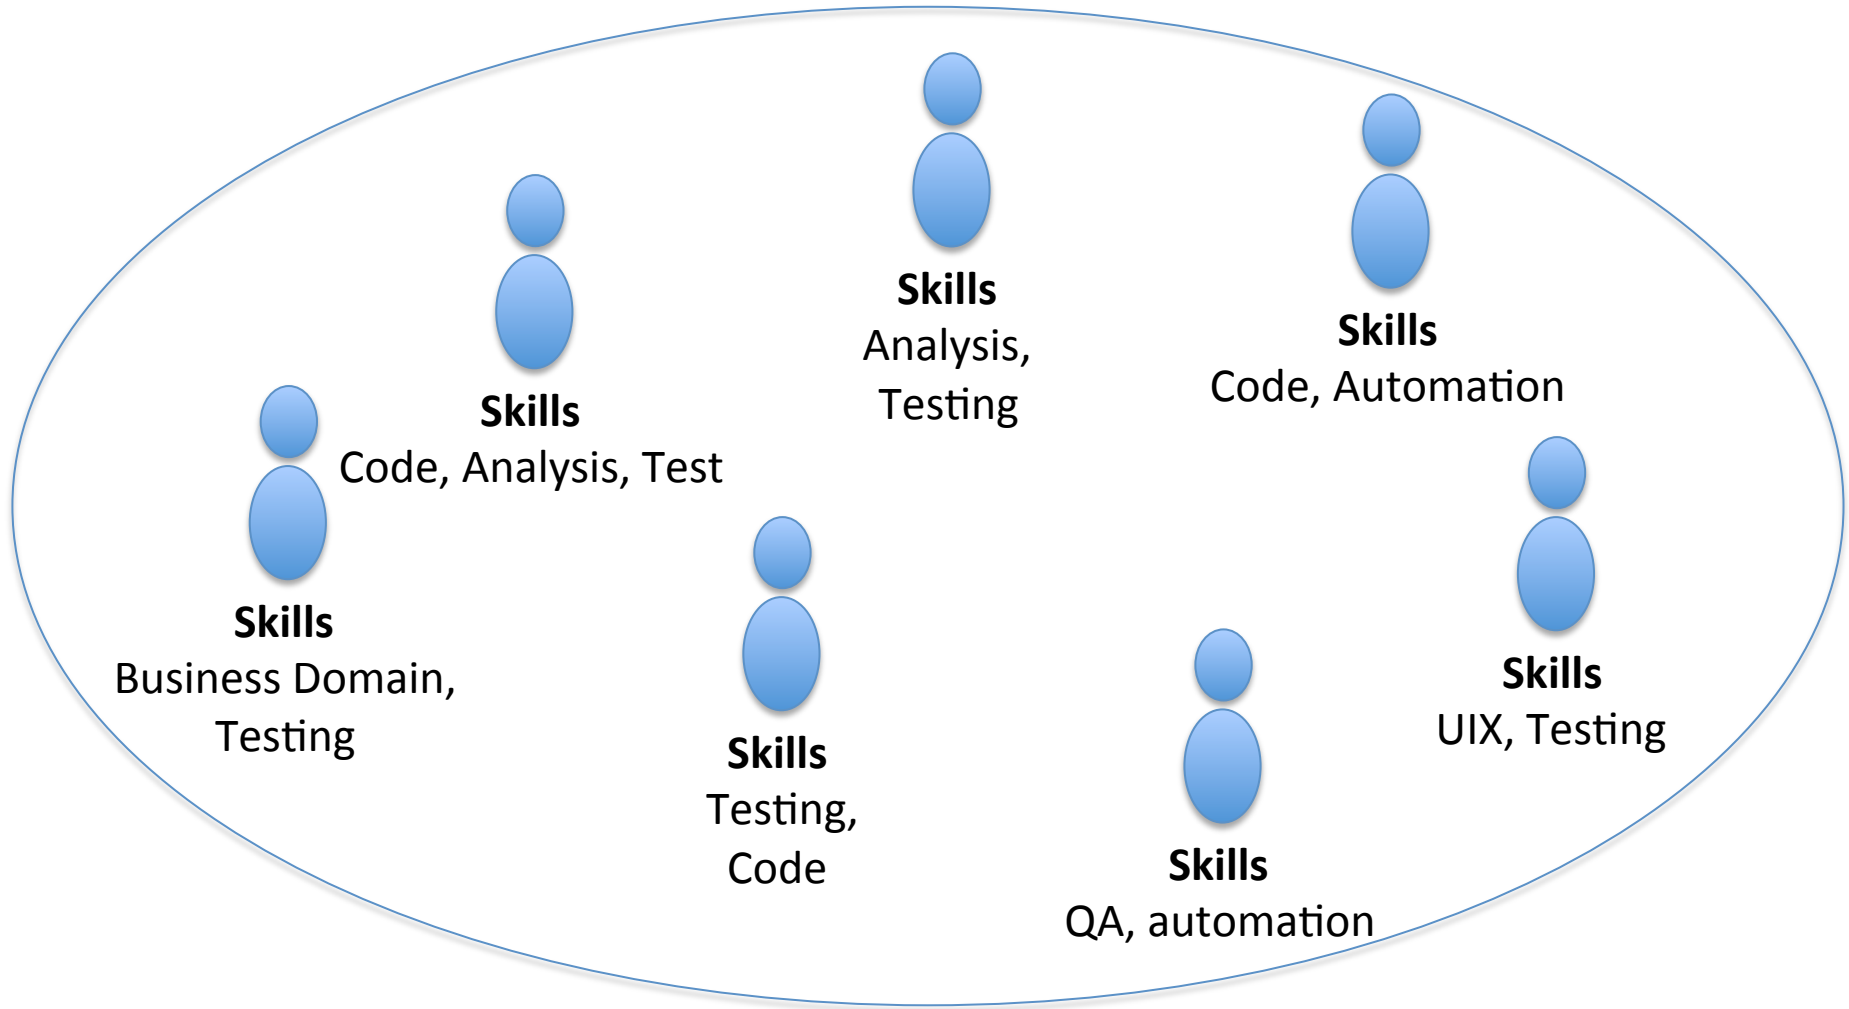 Skills
Analysis,
Testing
Skills
Code, Automation
Skills
Code, Analysis, Test
Skills
Business Domain,
Testing
Skills
Testing,
Code
Skills
UIX, Testing
Skills
QA, automation